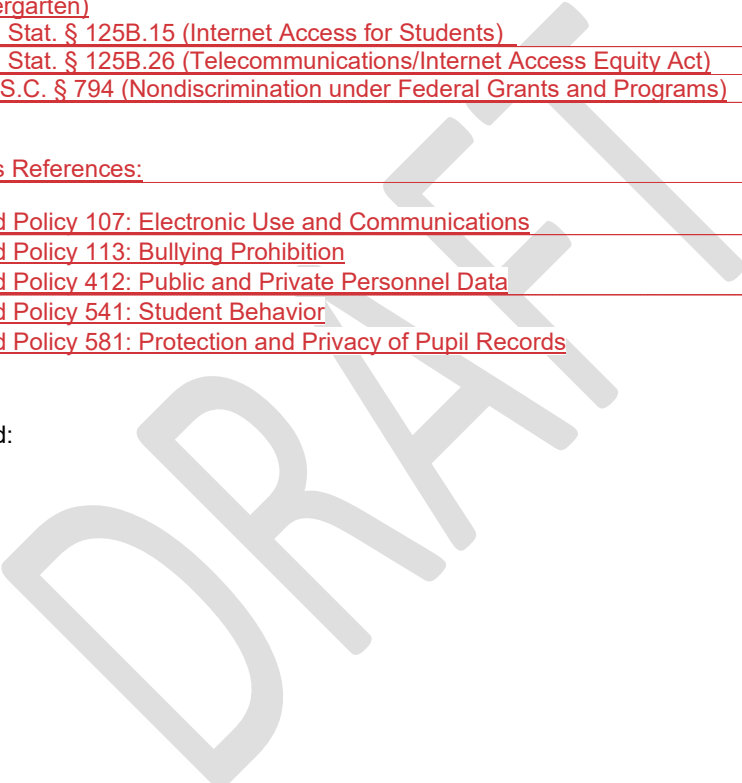 ergarten)
Stat. § 125B.15 (Internet Access for Students)
Stat. § 125B.26 (Telecommunications/Internet Access Equity Act)
S.C. § 794 (Nondiscrimination under Federal Grants and Programs)
s References:
d Policy 107: Electronic Use and Communications
d Policy 113: Bullying Prohibition
d Policy 412: Public and Private Personnel Data
d Policy 541: Student Behavior
d Policy 581: Protection and Privacy of Pupil Records
d:
DRAFT